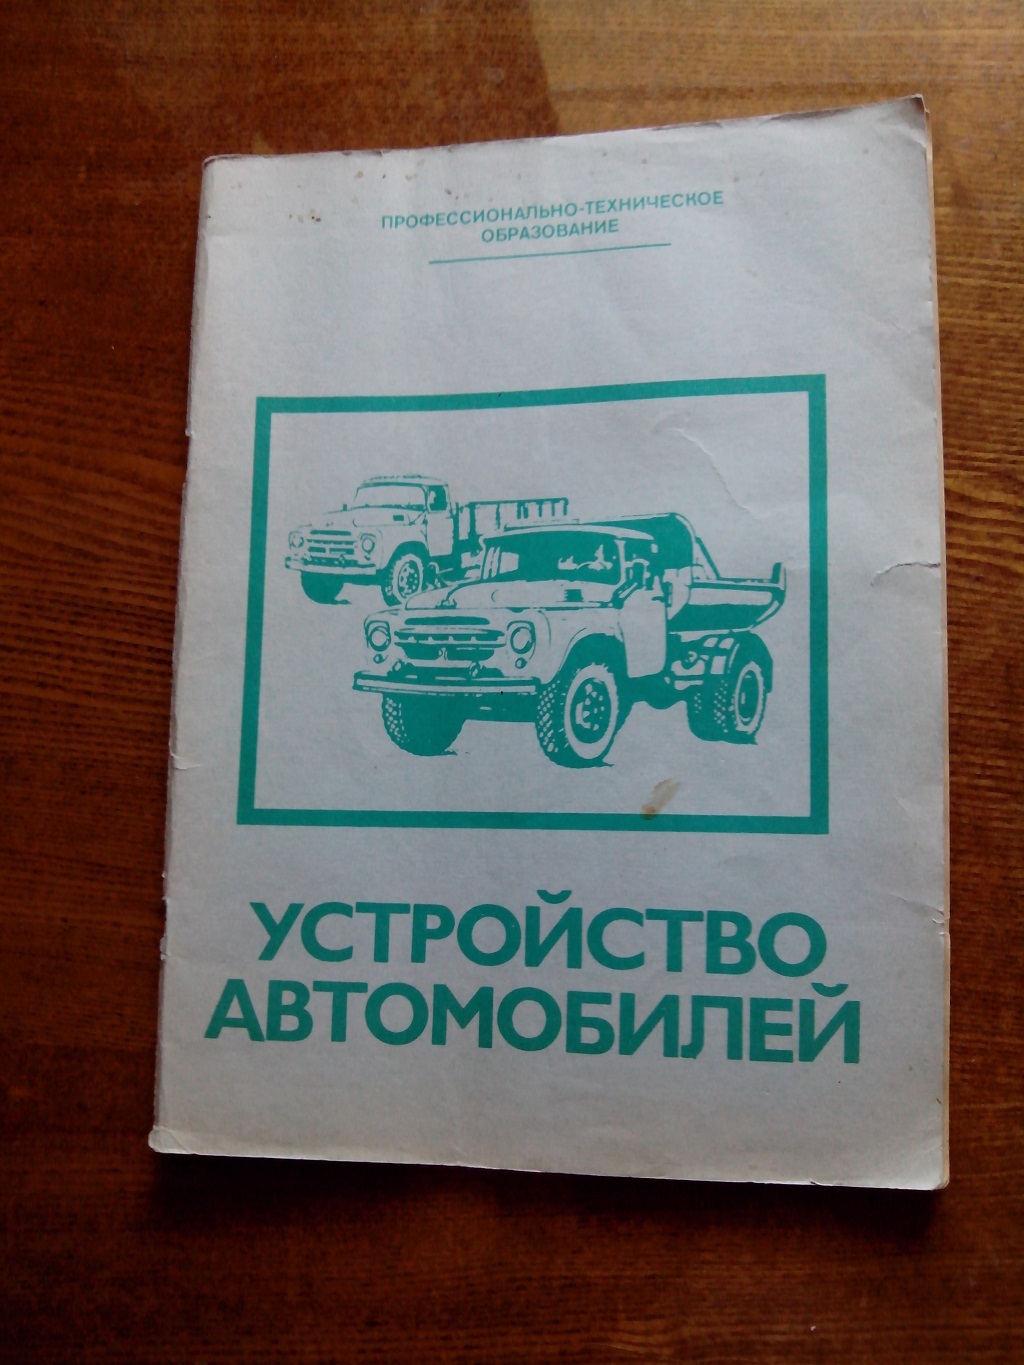 ПРОФЕССИОНАЛЬНО-ТЕХНИЧЕСКОЕ
ОБРАЗОВАНИЕ
УСТРОЙСТВО
АВТОМОБИЛЕЙ